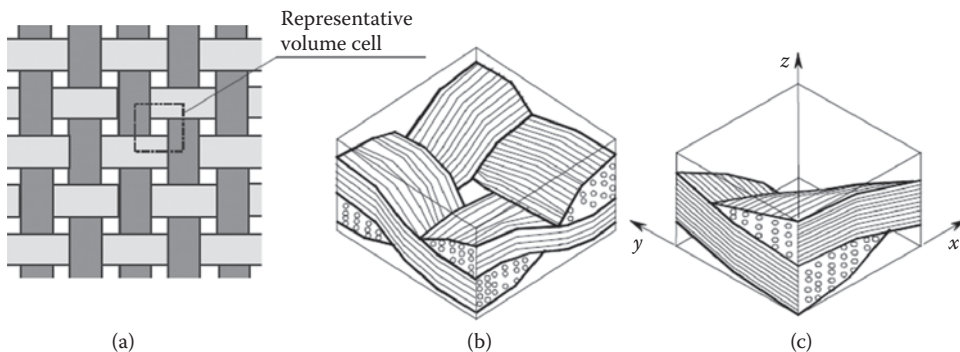 Representative
volume cell
z
y
x
(a)
(b)
(c)